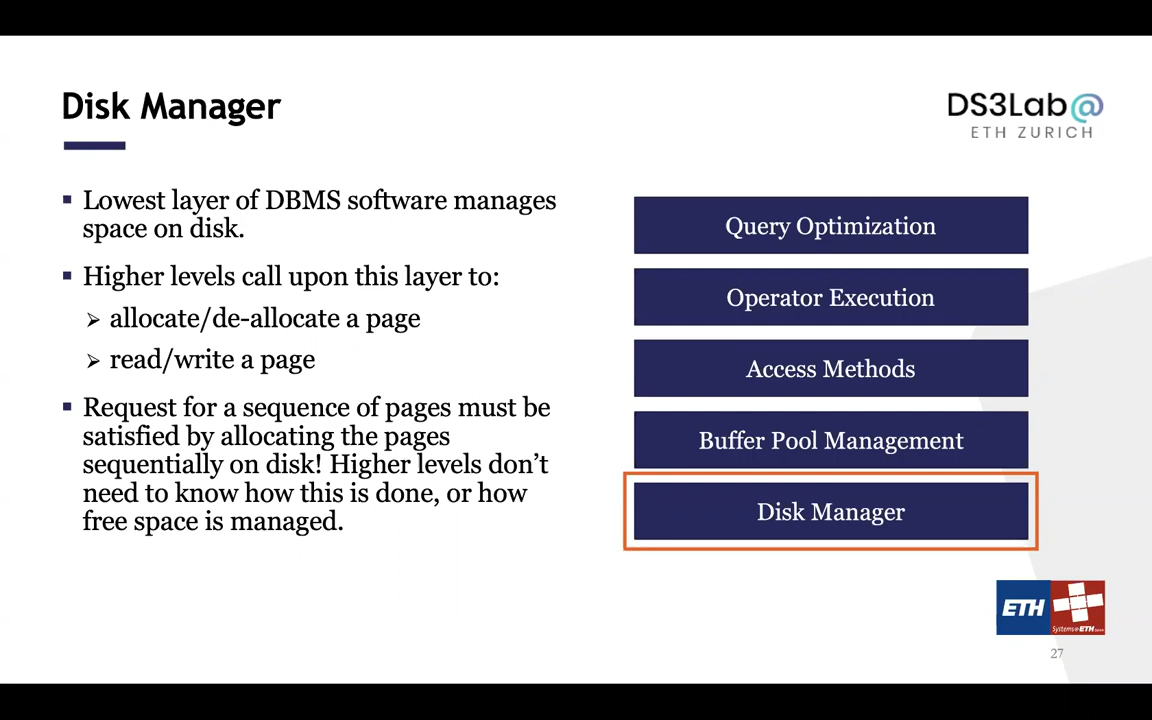 Disk Manager
DS3Lab@
ETH ZURICH
▪ Lowest layer of DBMS software manages
space on disk.
▪ Higher levels call upon this layer to:
➢ allocate/de-allocate a page
➢ read/write a page
▪ Request for a sequence of pages must be
satisfied by allocating the pages
sequentially on disk! Higher levels don’t
need to know how this is done, or how
free space is managed.
Query Optimization
Operator Execution
Access Methods
Buffer Pool Management
Disk Manager
ETH
Systems@ETH
27